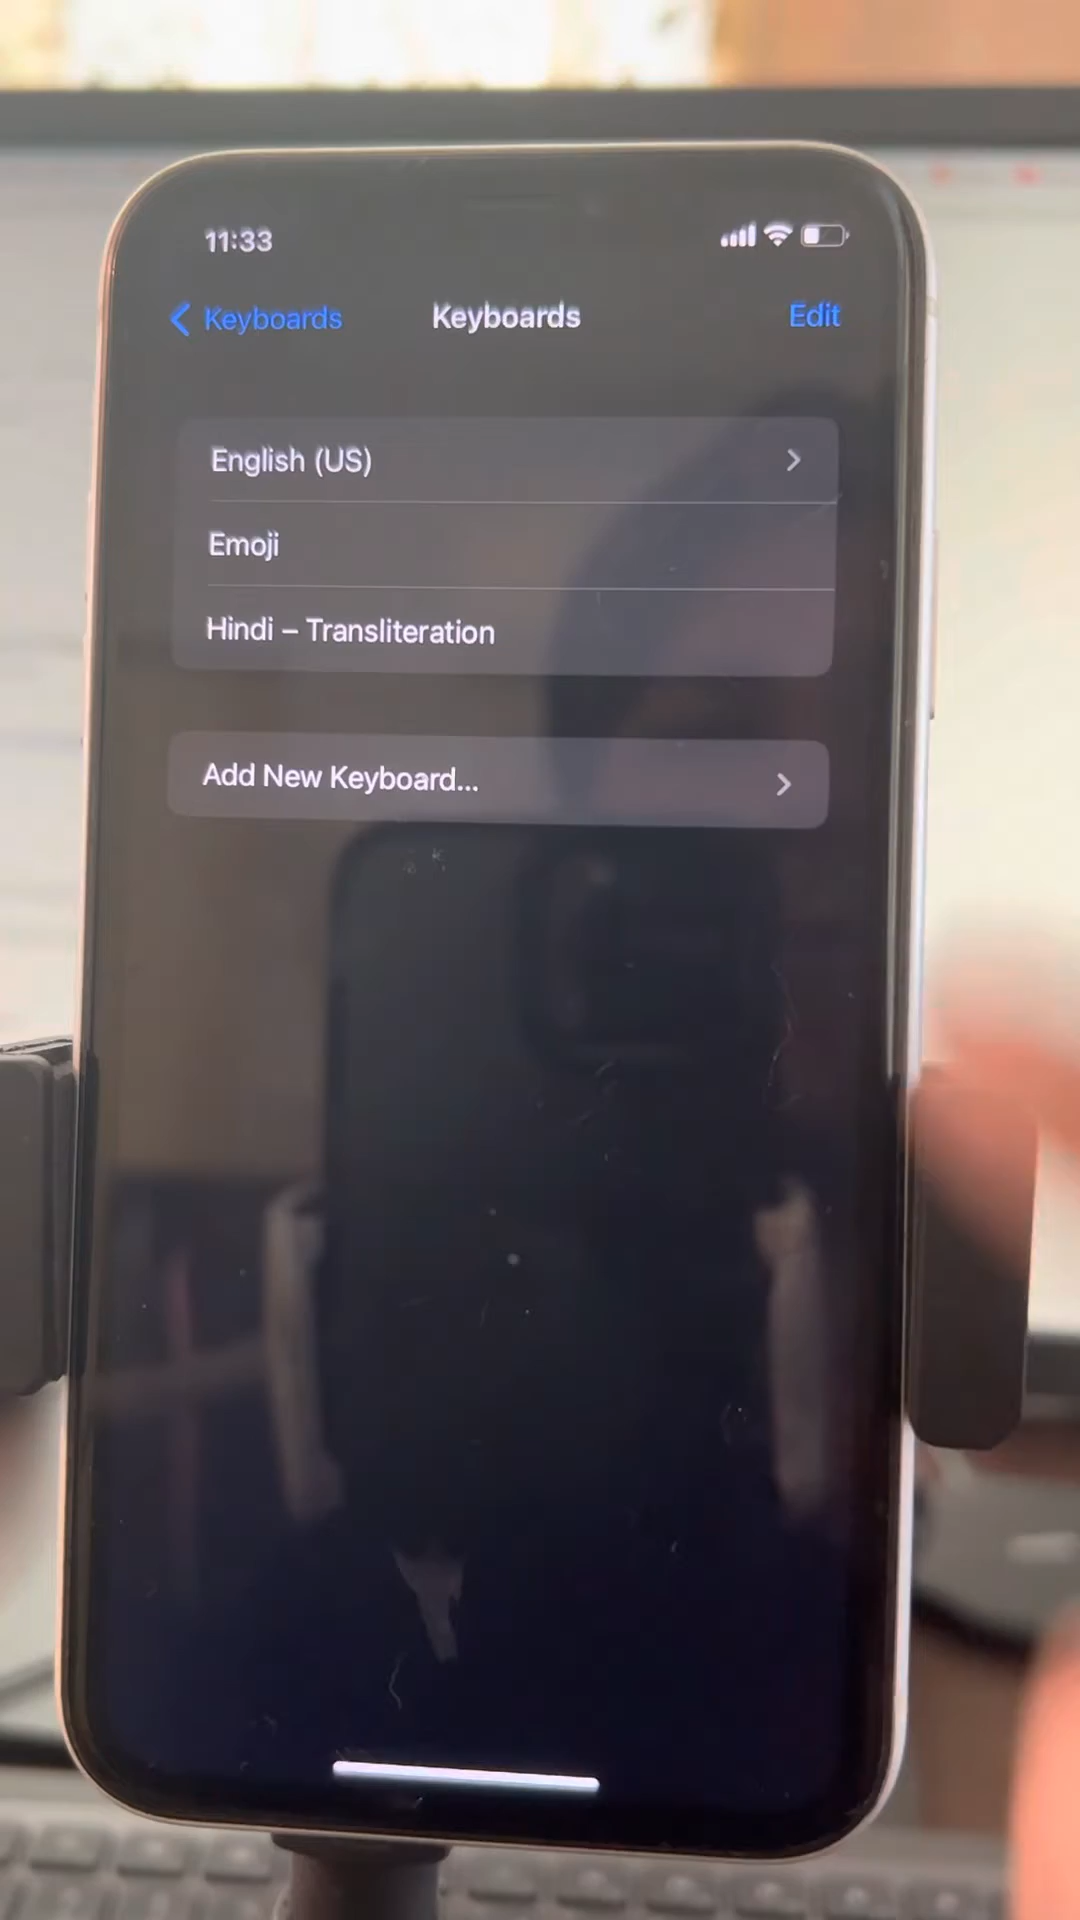 11:33
Keyboards
Keyboards
Edit
English (US)
Emoji
Hindi – Transliteration
Add New Keyboard...